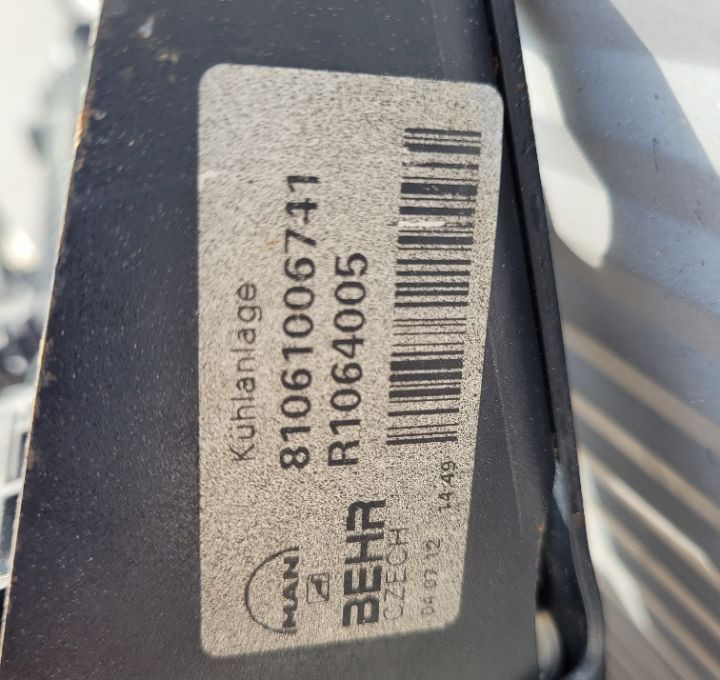 Kühlanlage
81061006741
R1064005
MAN
BEHR
CZECH
04.07.12 14:49